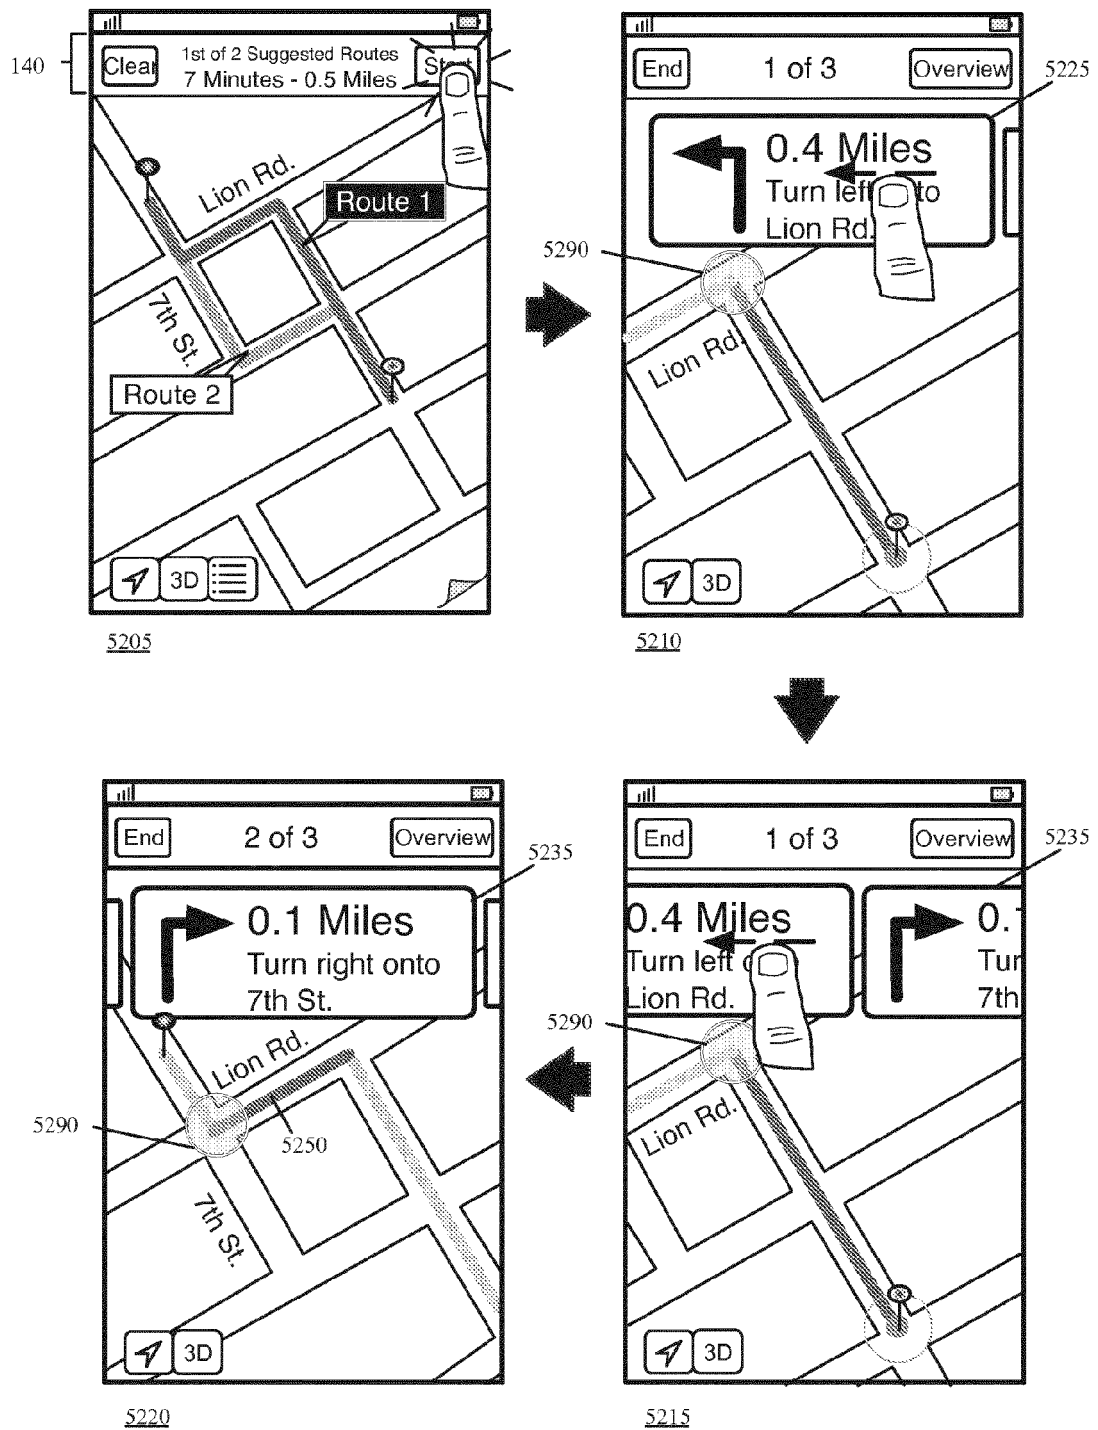 140
Clear
1st of 2 Suggested Routes
7 Minutes - 0.5 Miles
Lion Rd.
Route 1
7th St.
Route 2
3D
5205
End
1 of 3
Overview
5225
0.4 Miles
Turn left
to
Lion Rd.
5290
Lion Rd.
3D
5210
End
2 of 3
Overview
5235
0.1 Miles
Turn right onto
7th St.
Lion Rd.
5290
5250
7th St.
3D
5220
End
1 of 3
Overview
5235
0.4 Miles
Turn left
Lion Rd.
0.
Tur
7th
5290
Lion Rd.
3D
5215